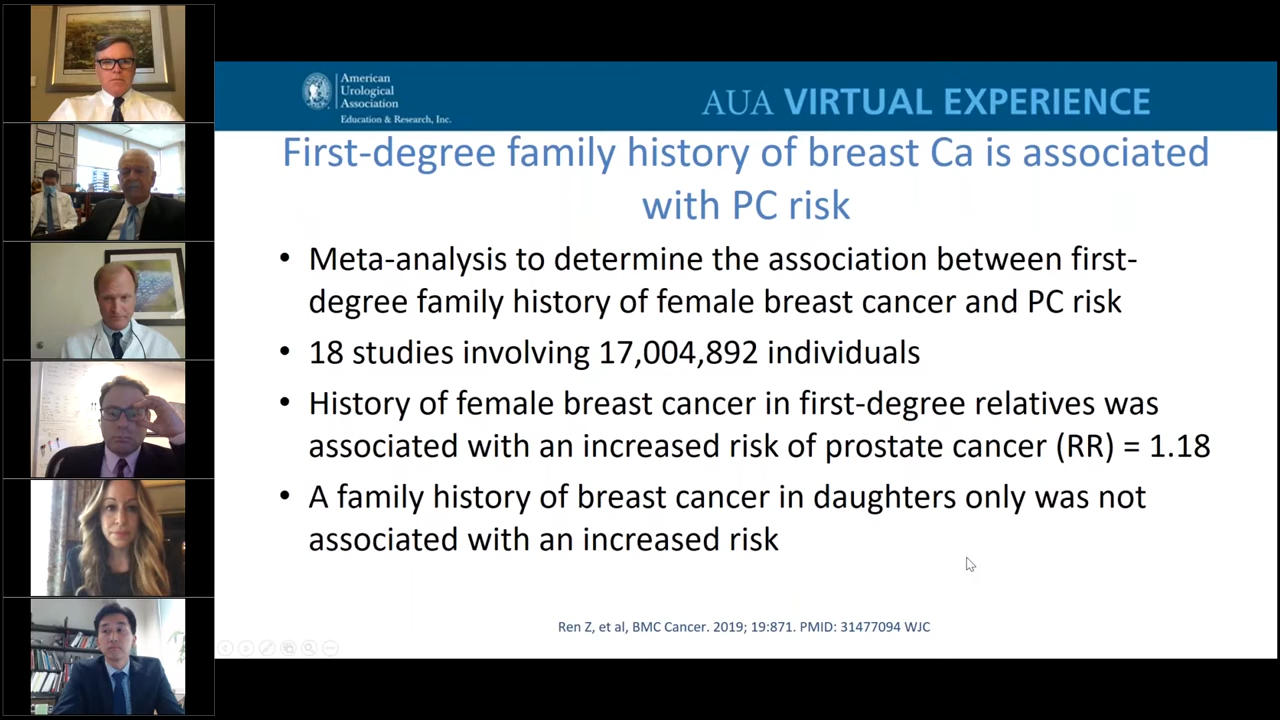 American
Urological
Association
Education & Research, Inc.
AUA VIRTUAL EXPERIENCE
First-degree family history of breast Ca is associated
with PC risk
• Meta-analysis to determine the association between first-
degree family history of female breast cancer and PC risk
• 18 studies involving 17,004,892 individuals
• History of female breast cancer in first-degree relatives was
associated with an increased risk of prostate cancer (RR) = 1.18
• A family history of breast cancer in daughters only was not
associated with an increased risk
Ren Z, et al, BMC Cancer. 2019; 19:871. PMID: 31477094 WJC